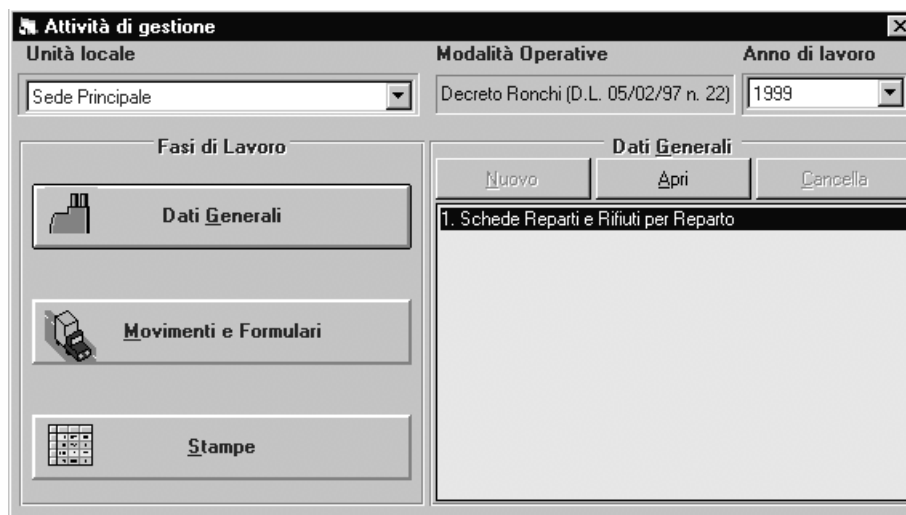 Attività di gestione
Unità locale
Modalità Operative
Anno di lavoro
Sede Principale
Decreto Ronchi (D.L. 05/02/97 n. 22)
1999
Fasi di Lavoro
Dati Generali
Nuovo
Apri
Cancella
Dati Generali
1. Schede Reparti e Rifiuti per Reparto
Movimenti e Formulari
Stampe